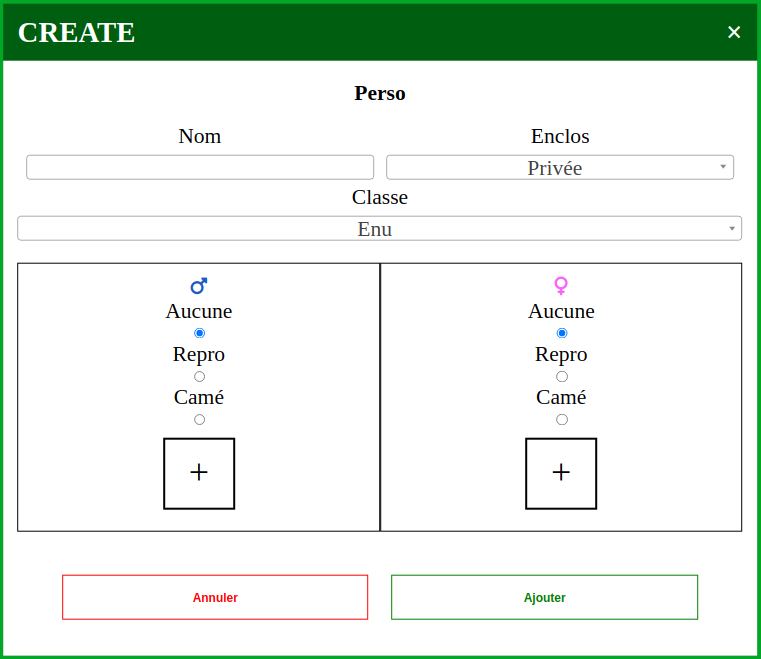 CREATE ×
Perso
Nom
Enclos
Privée
Classe
Enu
♂
Aucune
Repro
Camé
+
♀
Aucune
Repro
Camé
+
Annuler
Ajouter